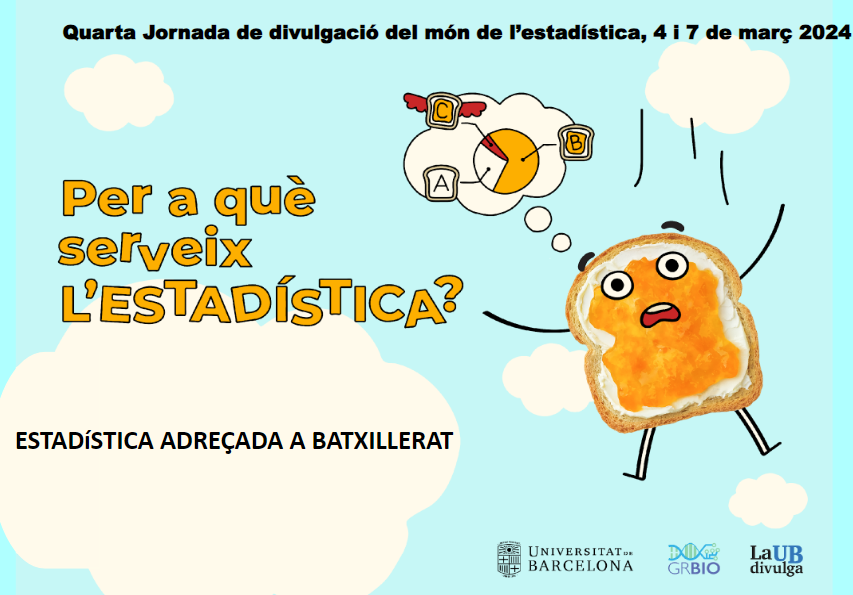 Quarta Jornada de divulgació del món de l'estadística, 4 i 7 de març 2024
C
B
A
Per a què
serveix
L'ESTADÍSTICA?
ESTADíSTICA ADREÇADA A BATXILLERAT
UNIVERSITAT DE
BARCELONA
GRBIO
LaUB
divulga